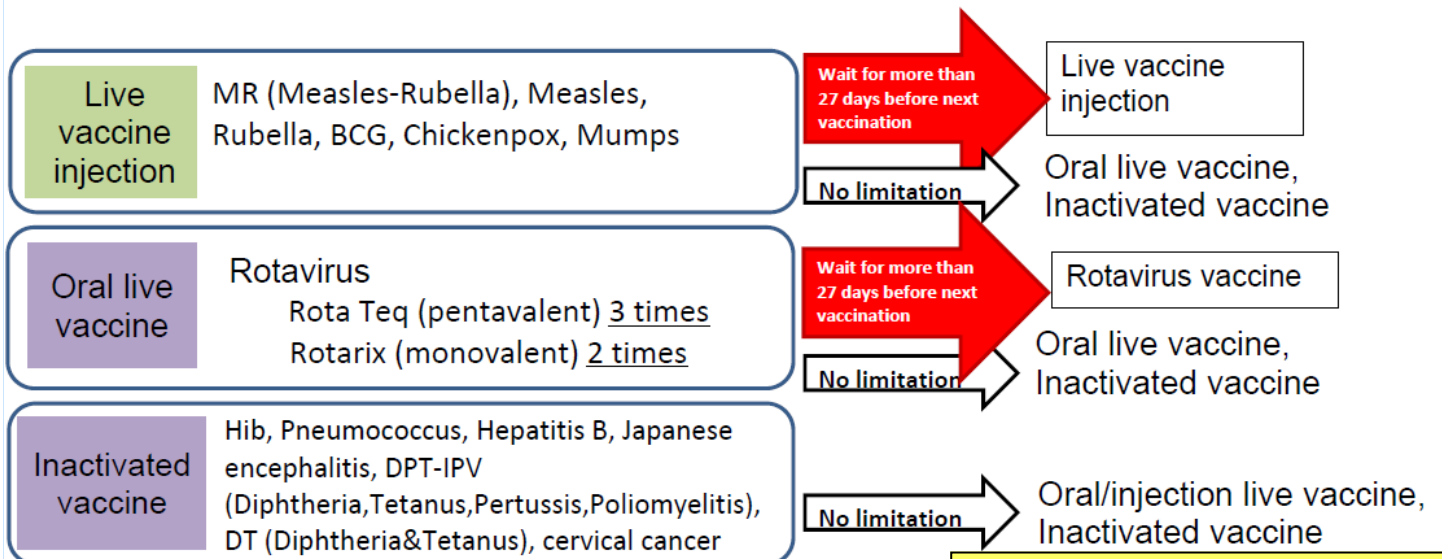 Live
vaccine
injection
MR (Measles-Rubella), Measles,
Rubella, BCG, Chickenpox, Mumps
Wait for more than
27 days before next
vaccination
Live vaccine
injection
No limitation
Oral live vaccine,
Inactivated vaccine
Oral live
vaccine
Rotavirus
Rota Teq (pentavalent) 3 times
Rotarix (monovalent) 2 times
Wait for more than
27 days before next
vaccination
Rotavirus vaccine
No limitation
Oral live vaccine,
Inactivated vaccine
Inactivated
vaccine
Hib, Pneumococcus, Hepatitis B, Japanese
encephalitis, DPT-IPV
(Diphtheria,Tetanus,Pertussis,Poliomyelitis),
DT (Diphtheria&Tetanus), cervical cancer
No limitation
Oral/injection live vaccine,
Inactivated vaccine